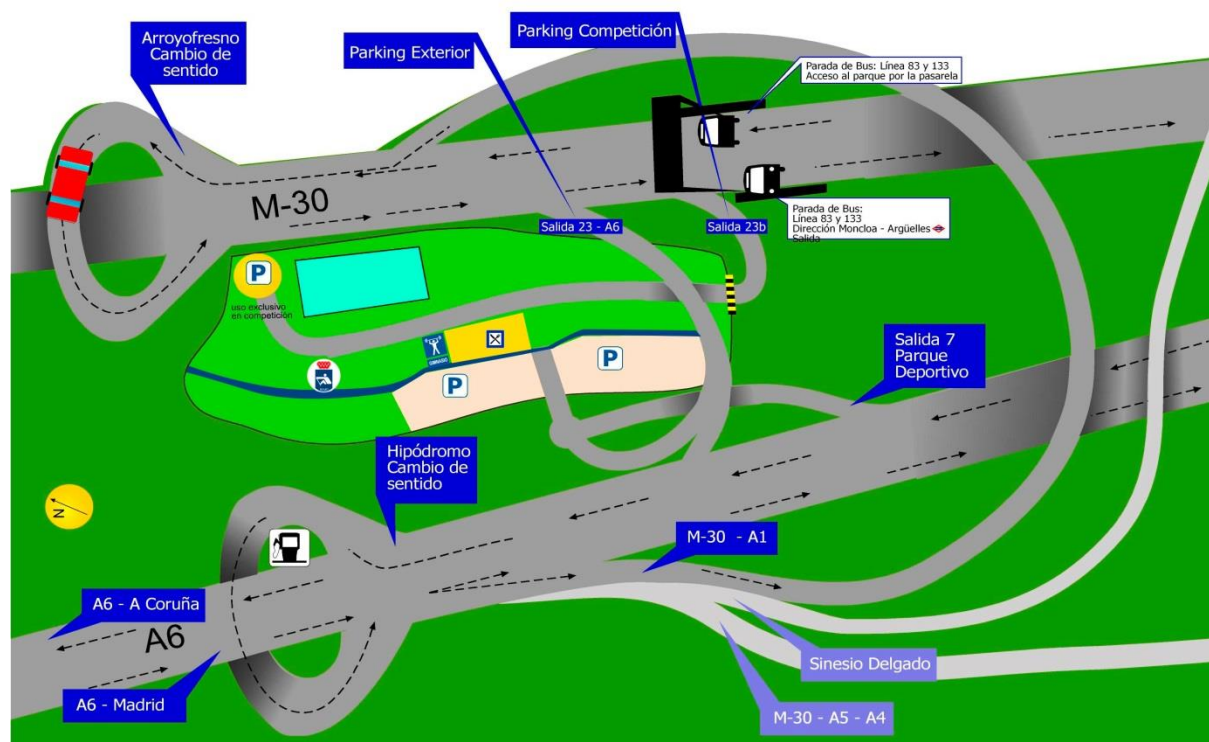 Arroyofresno
Cambio de
sentido
Parking Exterior
Parking Competición
Parada de Bus: Línea 83 y 133
Acceso al parque por la pasarela
M-30
Salida 23 - A6
Salida 23b
Parada de Bus:
Línea 83 y 133
Dirección Moncloa - Argüelles
Salida
P
uso exclusivo
en competición
GIMNASIO
P
P
Salida 7
Parque
Deportivo
Hipódromo
Cambio de
sentido
N
M-30 - A1
A6 - A Coruña
A6
A6 - Madrid
Sinesio Delgado
M-30 - A5 - A4